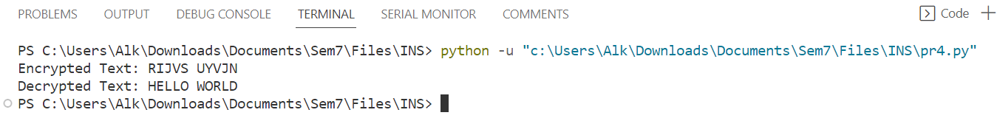 PROBLEMS OUTPUT DEBUG CONSOLE TERMINAL SERIAL MONITOR COMMENTS Code
PS C:\Users\Alk\Downloads\Documents\Sem7\Files\INS> python -u "c:\Users\Alk\Downloads\Documents\Sem7\Files\INS\pr4.py"
Encrypted Text: RIJVS UYVJN
Decrypted Text: HELLO WORLD
PS C:\Users\Alk\Downloads\Documents\Sem7\Files\INS>